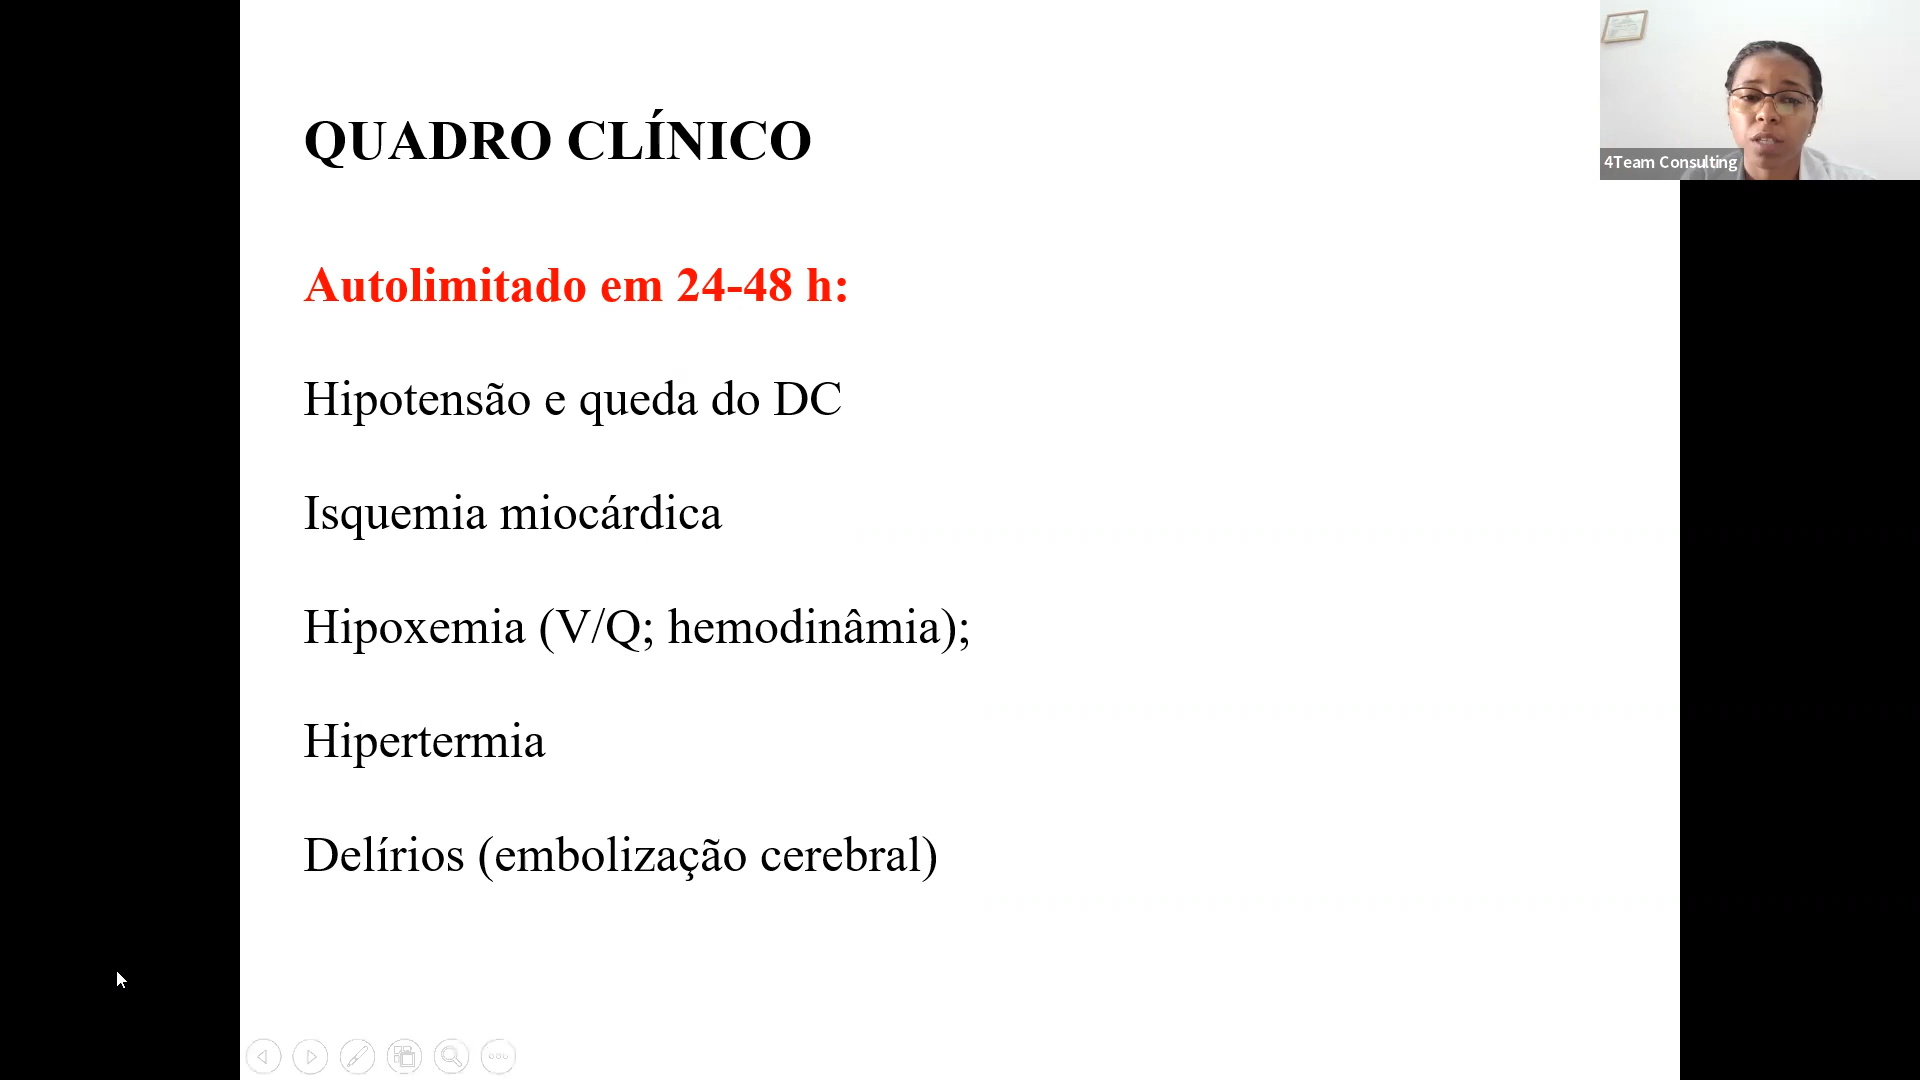 QUADRO CLÍNICO
4Team Consulting
Autolimitado em 24-48 h:
Hipotensão e queda do DC
Isquemia miocárdica
Hipoxemia (V/Q; hemodinâmia);
Hipertermia
Delírios (embolização cerebral)